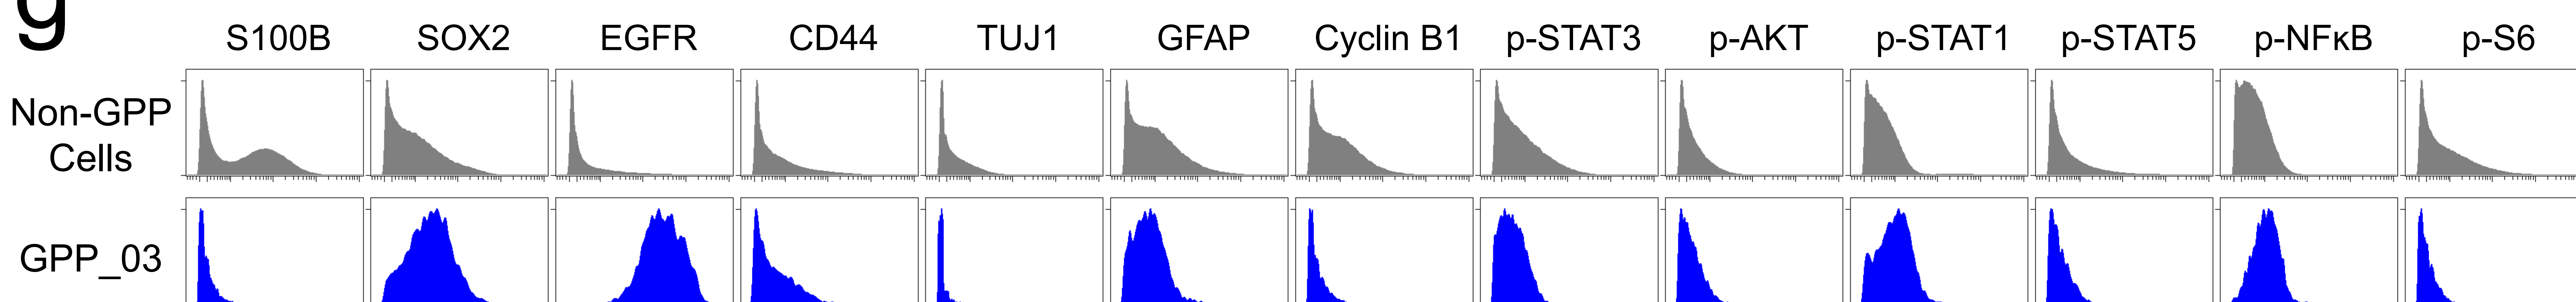 g
S100B SOX2 EGFR CD44 TUJ1 GFAP Cyclin B1 p-STAT3 p-AKT p-STAT1 p-STAT5 p-NFκB p-S6
Non-GPP
Cells
GPP_03